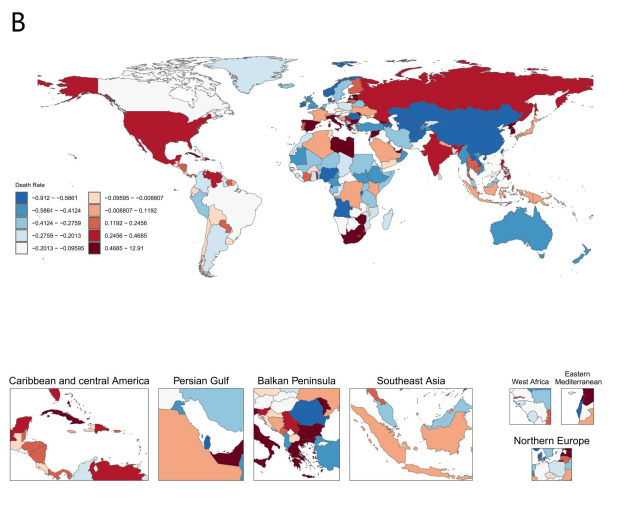 B
Death Rate
-0.912 – -0.5861
-0.5861 – -0.4124
-0.4124 – -0.2759
-0.2759 – -0.2013
-0.2013 – -0.09595
-0.09595 – -0.008807
-0.008807 – 0.1192
0.1192 – 0.2456
0.2456 – 0.4685
0.4685 – 12.91
Caribbean and central America
Persian Gulf
Balkan Peninsula
Southeast Asia
West Africa
Eastern
Mediterranean
Northern Europe